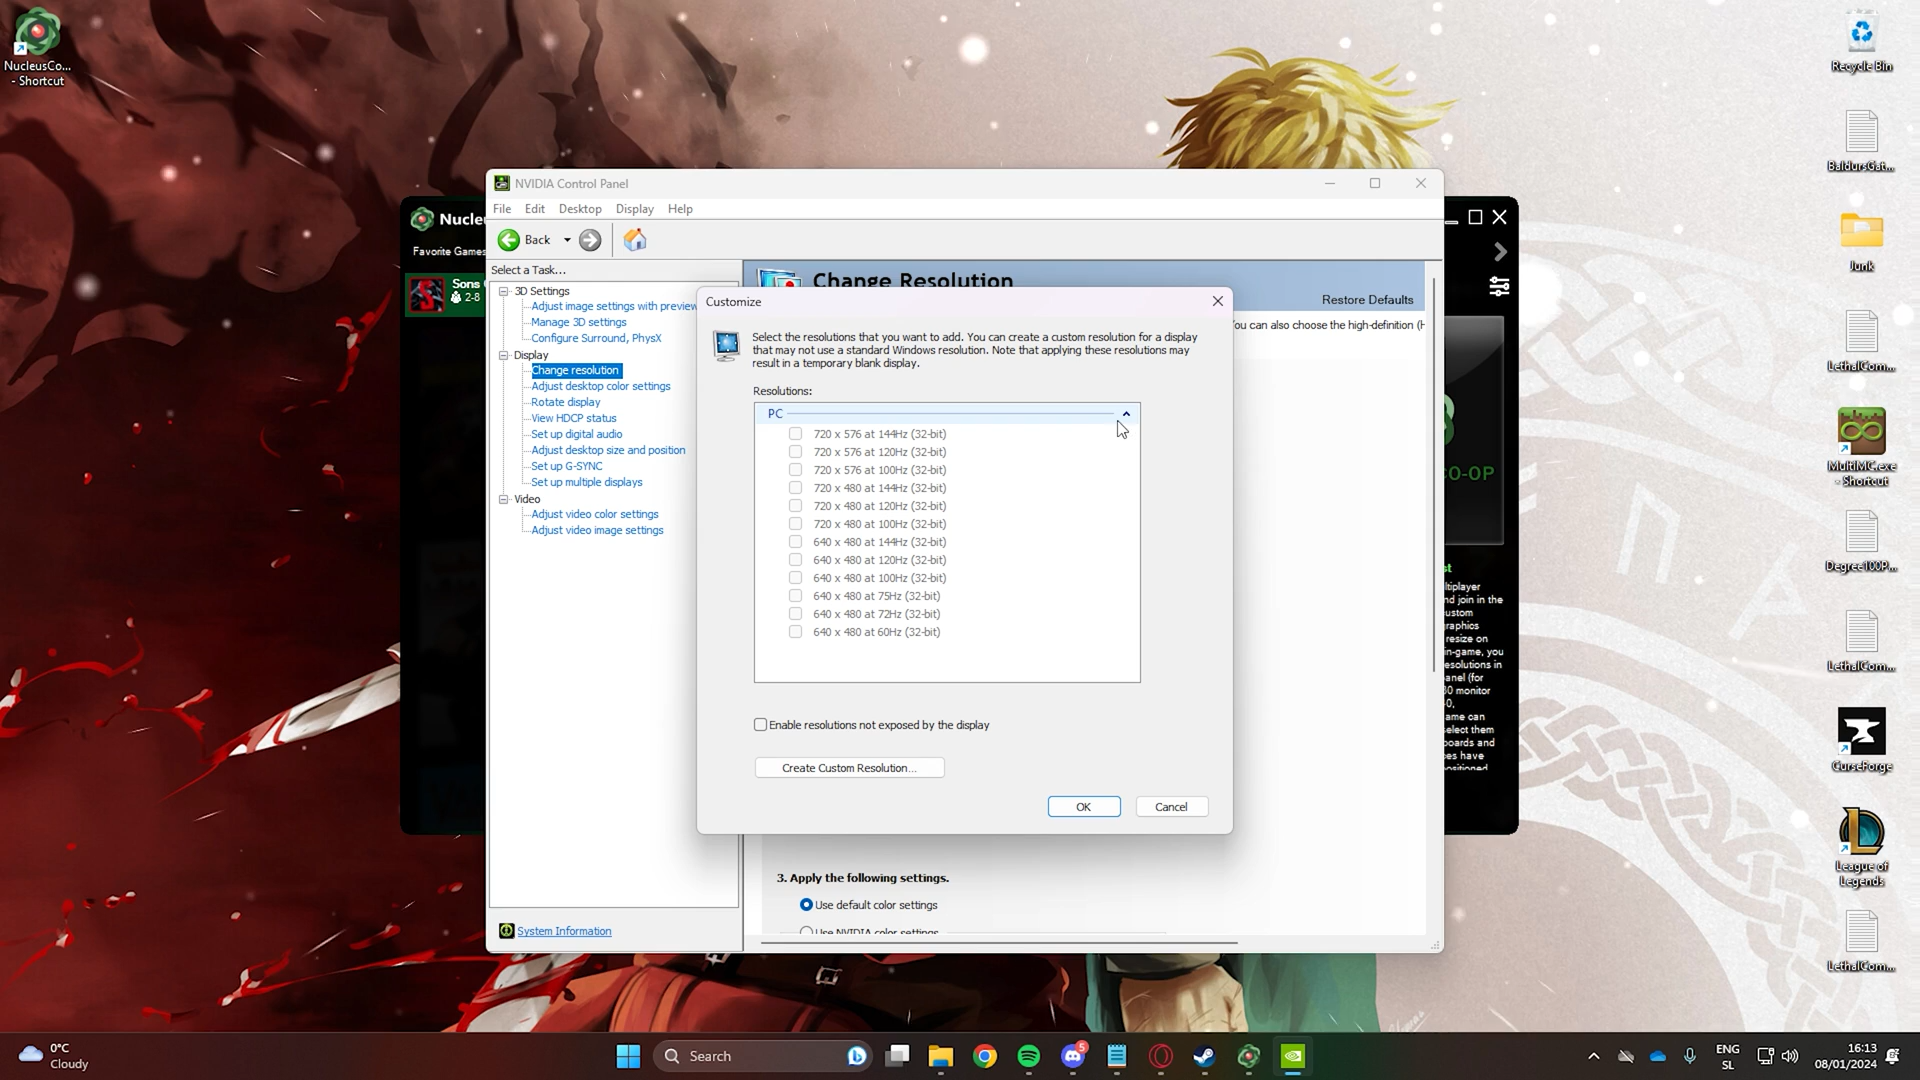 NucleusCo...
- Shortcut
Recycle Bin
BaldursGat...
Junk
LethalCom...
MultiMC.exe
- Shortcut
Degree100P...
LethalCom...
CurseForge
League of
Legends
LethalCom...
Nucle
Favorite Games
Sons
2-8
O-OP
st
ltiplayer
nd join in the
ustom
raphics
resize on
in-game, you
esolutions in
anel (for
80 monitor
0,
ame can
select them
boards and
es have
positioned
NVIDIA Control Panel
File Edit Desktop Display Help
Back
Select a Task...
3D Settings
Adjust image settings with preview
Manage 3D settings
Configure Surround, PhysX
Display
Change resolution
Adjust desktop color settings
Rotate display
View HDCP status
Set up digital audio
Adjust desktop size and position
Set up G-SYNC
Set up multiple displays
Video
Adjust video color settings
Adjust video image settings
System Information
Change Resolution
Restore Defaults
You can also choose the high-definition (H
Customize
Select the resolutions that you want to add. You can create a custom resolution for a display
that may not use a standard Windows resolution. Note that applying these resolutions may
result in a temporary blank display.
Resolutions:
PC
720 x 576 at 144Hz (32-bit)
720 x 576 at 120Hz (32-bit)
720 x 576 at 100Hz (32-bit)
720 x 480 at 144Hz (32-bit)
720 x 480 at 120Hz (32-bit)
720 x 480 at 100Hz (32-bit)
640 x 480 at 144Hz (32-bit)
640 x 480 at 120Hz (32-bit)
640 x 480 at 100Hz (32-bit)
640 x 480 at 75Hz (32-bit)
640 x 480 at 72Hz (32-bit)
640 x 480 at 60Hz (32-bit)
Enable resolutions not exposed by the display
Create Custom Resolution...
OK
Cancel
3. Apply the following settings.
Use default color settings
Use NVIDIA color settings
0°C
Cloudy
Search
5
ENG
SL
16:13
08/01/2024